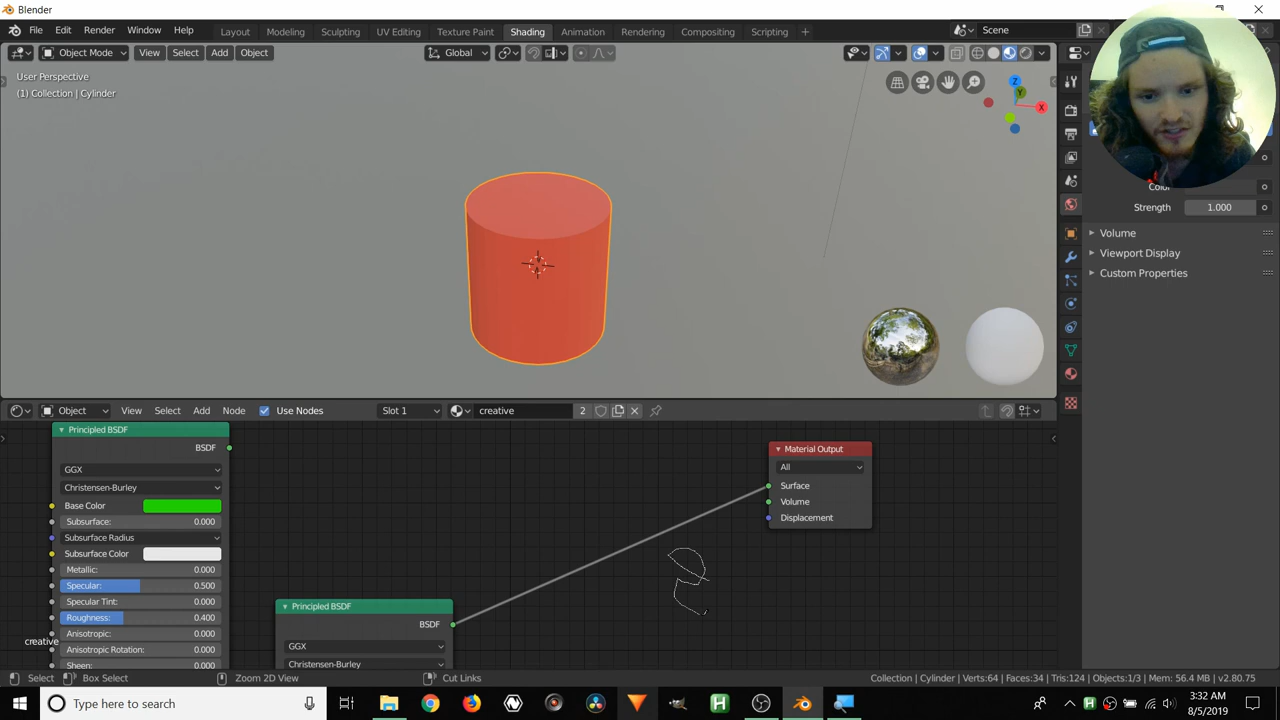 Blender
File Edit Render Window Help
Layout Modeling Sculpting UV Editing Texture Paint Shading Animation Rendering Compositing Scripting +
Scene
Object Mode View Select Add Object
Global
User Perspective
(1) Collection | Cylinder
Z
Y
X
Color
Strength 1.000
Volume
Viewport Display
Custom Properties
Object View Select Add Node Use Nodes Slot 1 creative 2
Principled BSDF
BSDF
GGX
Christensen-Burley
Base Color
Subsurface: 0.000
Subsurface Radius
Subsurface Color
Metallic: 0.000
Specular: 0.500
Specular Tint: 0.000
Roughness: 0.400
Anisotropic: 0.000
Anisotropic Rotation: 0.000
Sheen: 0.000
creative
Principled BSDF
BSDF
GGX
Christensen-Burley
Material Output
All
Surface
Volume
Displacement
Select Box Select Zoom 2D View Cut Links Collection | Cylinder | Verts:64 | Faces:34 | Tris:124 | Objects:1/3 | Mem: 56.4 MB | v2.80.75
Type here to search
3:32 AM
8/5/2019